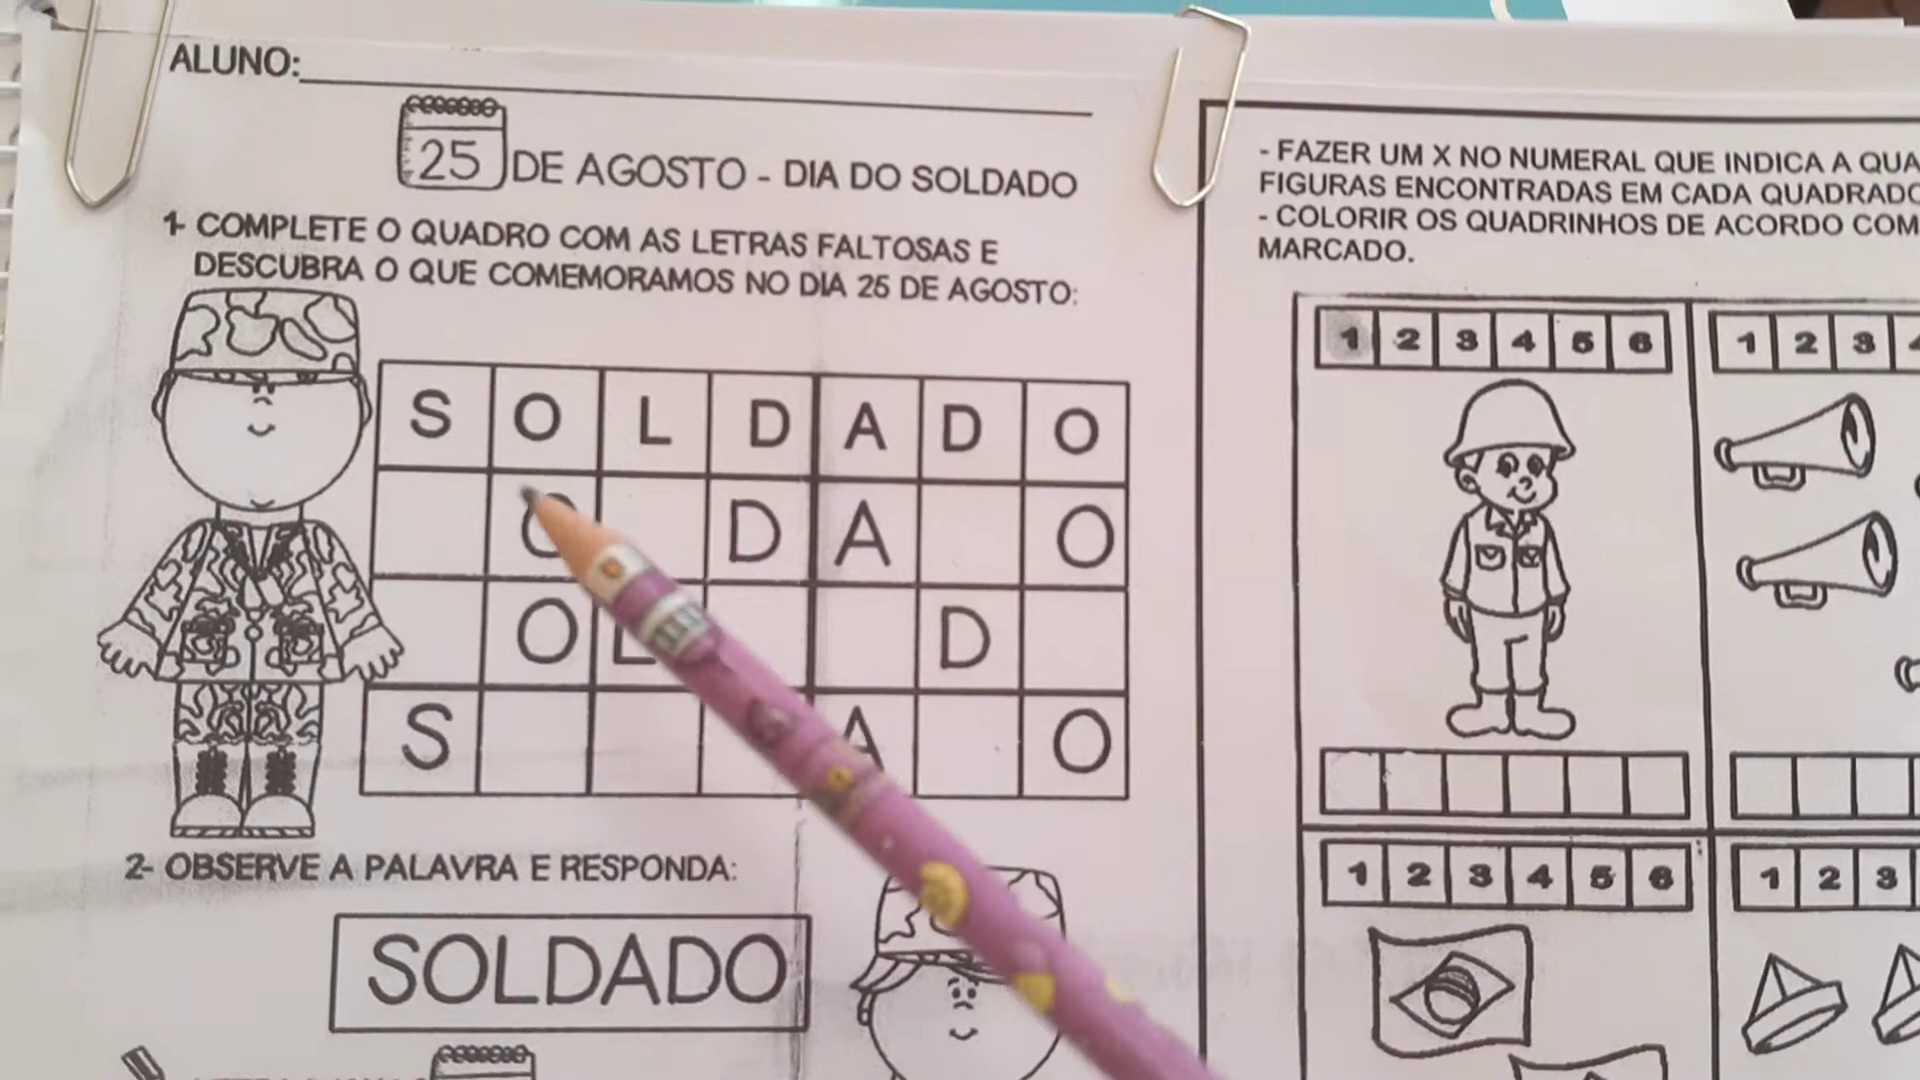 ALUNO:
25 DE AGOSTO - DIA DO SOLDADO
1- COMPLETE O QUADRO COM AS LETRAS FALTOSAS E
DESCUBRA O QUE COMEMORAMOS NO DIA 25 DE AGOSTO:
S O L D A D O
O D A O
O L D
S A O
2- OBSERVE A PALAVRA E RESPONDA:
SOLDADO
- FAZER UM X NO NUMERAL QUE INDICA A
FIGURAS ENCONTRADAS EM CADA QUADRADO
- COLORIR OS QUADRINHOS DE ACORDO COM
MARCADO.
1 2 3 4 5 6
1 2 3
1 2 3 4 5 6
1 2 3